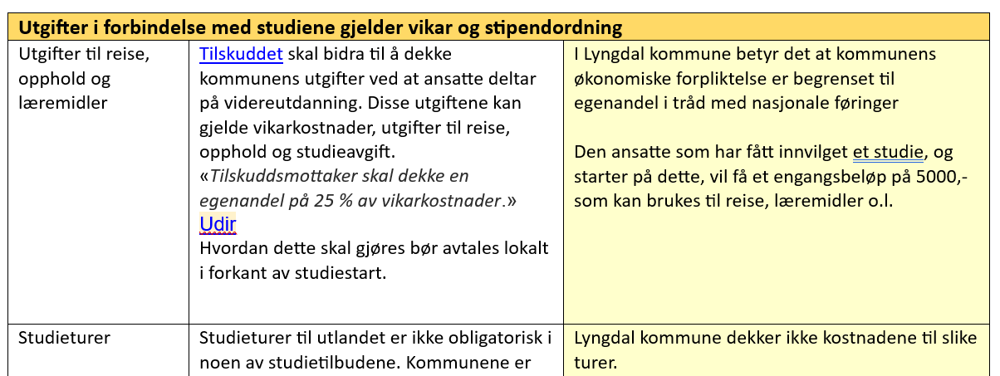 Utgifter i forbindelse med studiene gjelder vikar og stipendordning
Utgifter til reise,
opphold og
læremidler
Tilskuddet skal bidra til å dekke
kommunens utgifter ved at ansatte deltar
på videreutdanning. Disse utgiftene kan
gjelde vikarkostnader, utgifter til reise,
opphold og studieavgift.
«Tilskuddsmottaker skal dekke en
egenandel på 25 % av vikarkostnader.»
Udir
Hvordan dette skal gjøres bør avtales lokalt
i forkant av studiestart.
I Lyngdal kommune betyr det at kommunens
økonomiske forpliktelse er begrenset til
egenandel i tråd med nasjonale føringer
Den ansatte som har fått innvilget et studie, og
starter på dette, vil få et engangsbeløp på 5000,-
som kan brukes til reise, læremidler o.l.
Studieturer
Studieturer til utlandet er ikke obligatorisk i
noen av studietilbudene. Kommunene er
Lyngdal kommune dekker ikke kostnadene til slike
turer.